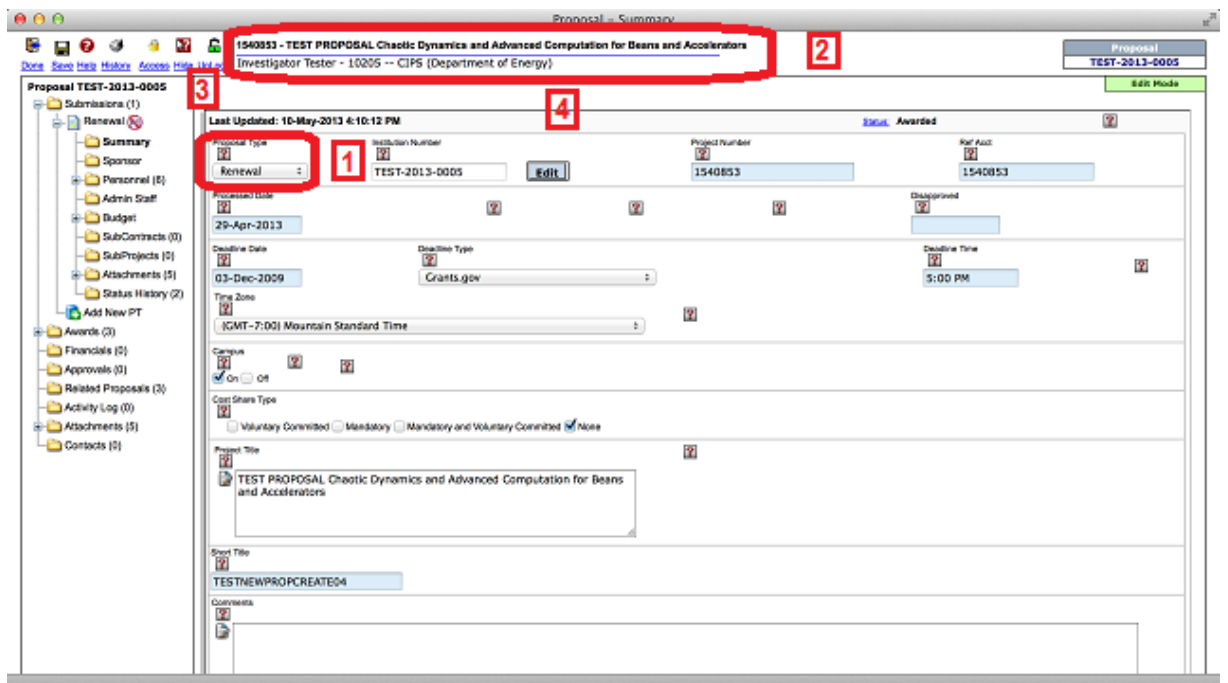 Proposal - Summary
Done Save Help History Access Hide
1540853 - TEST PROPOSAL Chaotic Dynamics and Advanced Computation for Beans and Accelerators
Investigator Tester - 10205 -- CIPS (Department of Energy)
2
Proposal
TEST-2013-0005
Edit Mode
3
4
Proposal TEST-2013-0005
Submissions (1)
Renewal
Summary
Sponsor
Personnel (6)
Admin Staff
Budget
SubContracts (0)
SubProjects (0)
Attachments (5)
Status History (2)
Add New PT
Awards (3)
Financials (0)
Approvals (0)
Related Proposals (3)
Activity Log (0)
Attachments (5)
Contacts (0)
Last Updated: 10-May-2013 4:10:12 PM
Status: Awarded
Proposal Type
Institution Number
Project Number
Ref Acct
Renewal
1
TEST-2013-0005
Edit
1540853
1540853
Processed Date
Disapproved
29-Apr-2013
Deadline Date
Deadline Type
Deadline Time
03-Dec-2009
Grants.gov
5:00 PM
Time Zone
(GMT-7:00) Mountain Standard Time
Campus
On Off
Cost Share Type
Voluntary Committed Mandatory Mandatory and Voluntary Committed None
Project Title
TEST PROPOSAL Chaotic Dynamics and Advanced Computation for Beans
and Accelerators
Short Title
TESTNEWPROPCREATE04
Comments